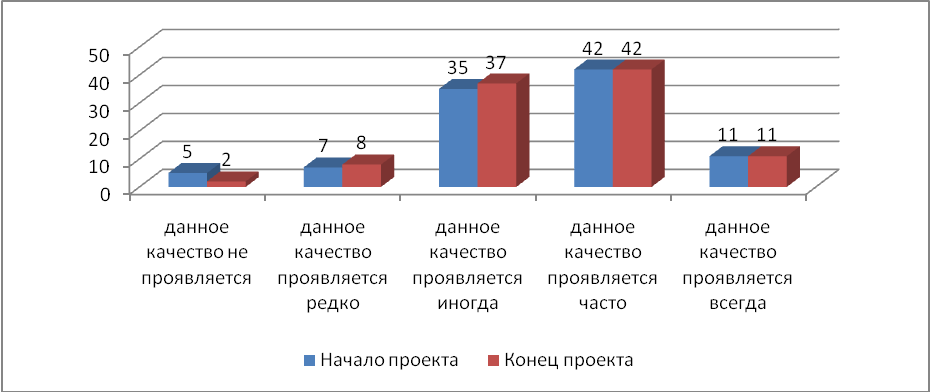 50
40
30
20
10
0
5 2
7 8
35 37
42 42
11 11
данное
качество не
проявляется
данное
качество
проявляется
редко
данное
качество
проявляется
иногда
данное
качество
проявляется
часто
данное
качество
проявляется
всегда
Начало проекта Конец проекта